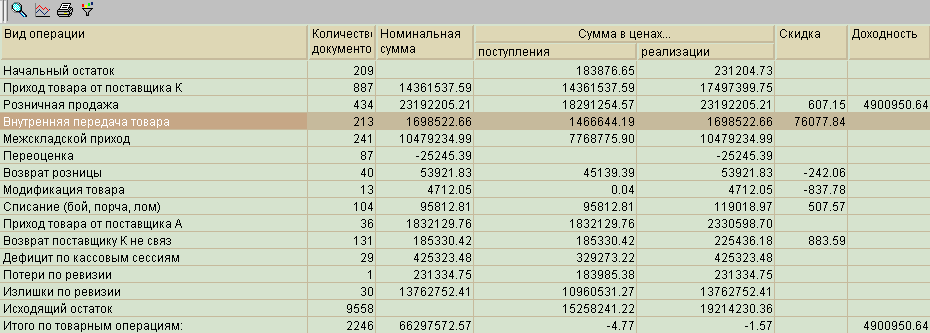 Вид операции Количество документо Номинальная сумма Сумма в ценах... Скидка Доходность
поступления реализации
Начальный остаток 209 183876.65 231204.73
Приход товара от поставщика К 887 14361537.59 14361537.59 17497399.75
Розничная продажа 434 23192205.21 18291254.57 23192205.21 607.15 4900950.64
Внутренняя передача товара 213 1698522.66 1466644.19 1698522.66 76077.84
Межскладской приход 241 10479234.99 7768775.90 10479234.99
Переоценка 87 -25245.39 -25245.39
Возврат розницы 40 53921.83 45139.39 53921.83 -242.06
Модификация товара 13 4712.05 0.04 4712.05 -837.78
Списание (бой, порча, лом) 104 95812.81 95812.81 119018.97 507.57
Приход товара от поставщика А 36 1832129.76 1832129.76 2330598.70
Возврат поставщику К не связ 131 185330.42 185330.42 225436.18 883.59
Дефицит по кассовым сессиям 29 425323.48 329273.22 425323.48
Потери по ревизии 1 231334.75 183985.38 231334.75
Излишки по ревизии 30 13762752.41 10960531.27 13762752.41
Исходящий остаток 9558 15258241.22 19214230.36
Итого по товарным операциям: 2246 66297572.57 -4.77 -1.57 4900950.64